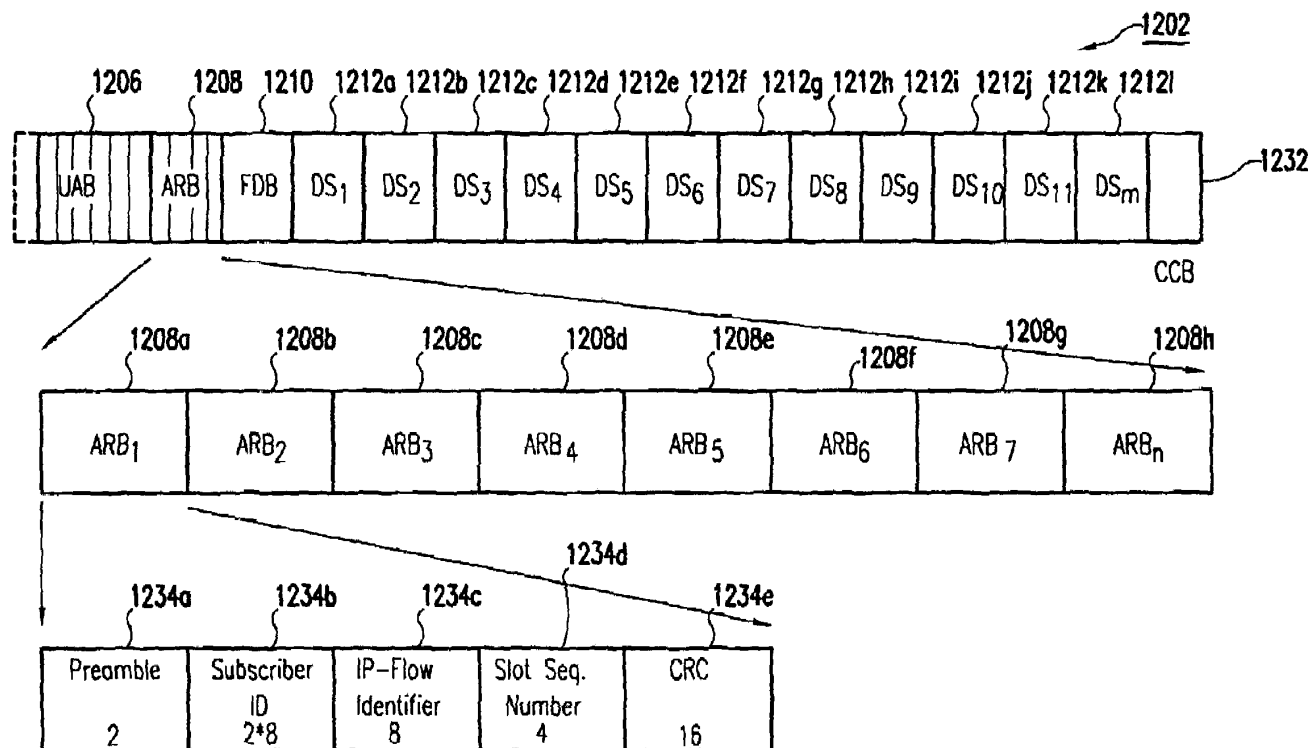 1202
1206 1208 1210 1212a 1212b 1212c 1212d 1212e 1212f 1212g 1212h 1212i 1212j 1212k 1212l
UAB ARB FDB DS1 DS2 DS3 DS4 DS5 DS6 DS7 DS8 DS9 DS10 DS11 DSm
1232
CCB
1208a 1208b 1208c 1208d 1208e 1208f 1208g 1208h
ARB1 ARB2 ARB3 ARB4 ARB5 ARB6 ARB7 ARBn
1234a 1234b 1234c 1234d 1234e
Preamble Subscriber IP-Flow Slot Seq. CRC
ID Identifier Number
2 2*8 8 4 16